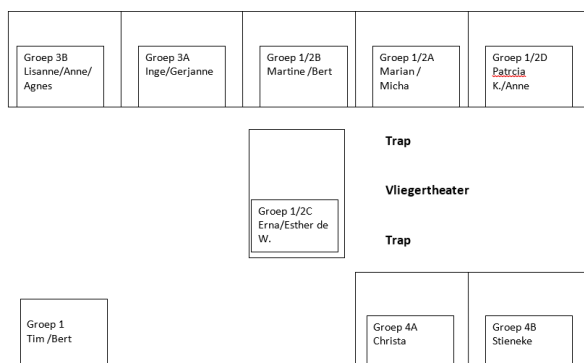 Groep 3B
Lisanne/Anne/
Agnes
Groep 3A
Inge/Gerjanne
Groep 1/2B
Martine /Bert
Groep 1/2A
Marian /
Micha
Groep 1/2D
Patrcia
K./Anne
Trap
Vliegertheater
Groep 1/2C
Erna/Esther de
W.
Trap
Groep 1
Tim /Bert
Groep 4A
Christa
Groep 4B
Stieneke